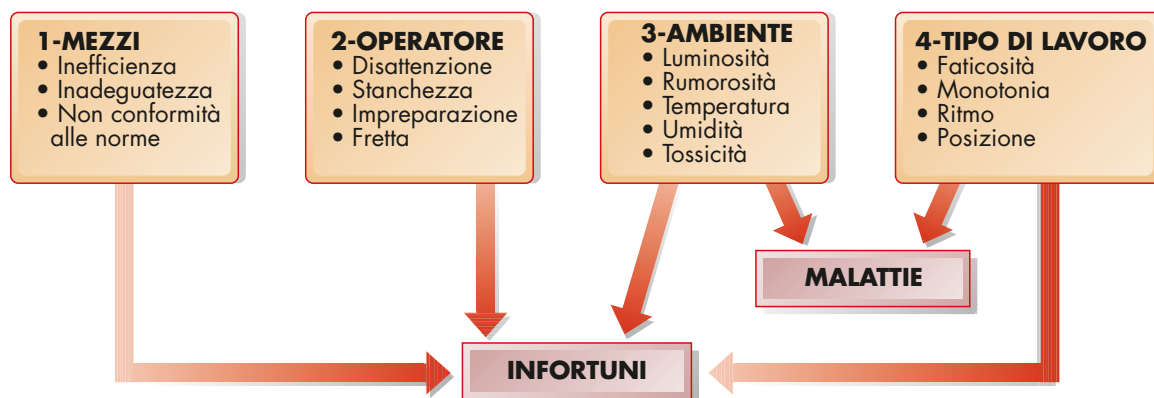 1-MEZZI
• Inefficienza
• Inadeguatezza
• Non conformità
alle norme
2-OPERATORE
• Disattenzione
• Stanchezza
• Impreparazione
• Fretta
3-AMBIENTE
• Luminosità
• Rumorosità
• Temperatura
• Umidità
• Tossicità
4-TIPO DI LAVORO
• Faticosità
• Monotonia
• Ritmo
• Posizione
MALATTIE
INFORTUNI